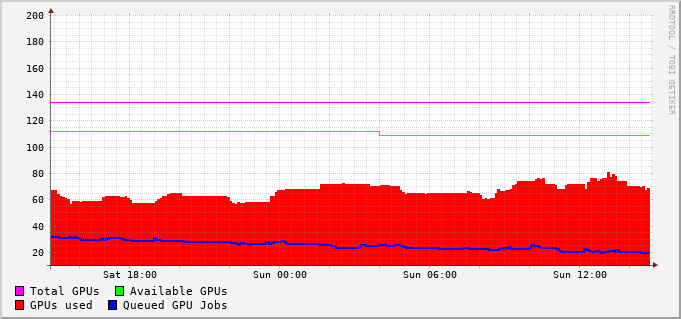 200
180
160
140
120
100
80
60
40
20
Sat 18:00 Sun 00:00 Sun 06:00 Sun 12:00
Total GPUs Available GPUs
GPUs used Queued GPU Jobs
RRDTOOL / TOBI OETIKER